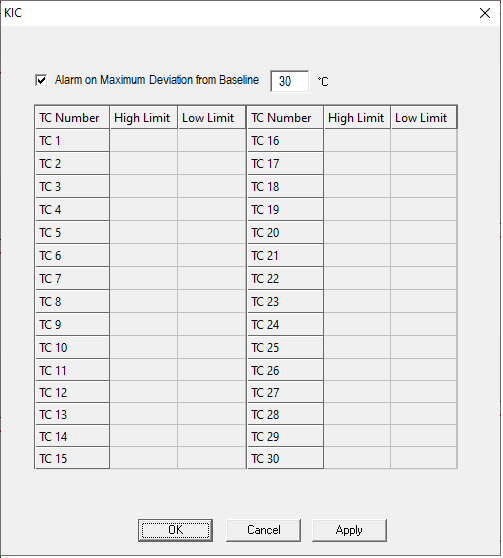 KIC
Alarm on Maximum Deviation from Baseline 30 °C
TC Number High Limit Low Limit TC Number High Limit Low Limit
TC 1 TC 16
TC 2 TC 17
TC 3 TC 18
TC 4 TC 19
TC 5 TC 20
TC 6 TC 21
TC 7 TC 22
TC 8 TC 23
TC 9 TC 24
TC 10 TC 25
TC 11 TC 26
TC 12 TC 27
TC 13 TC 28
TC 14 TC 29
TC 15 TC 30
OK Cancel Apply